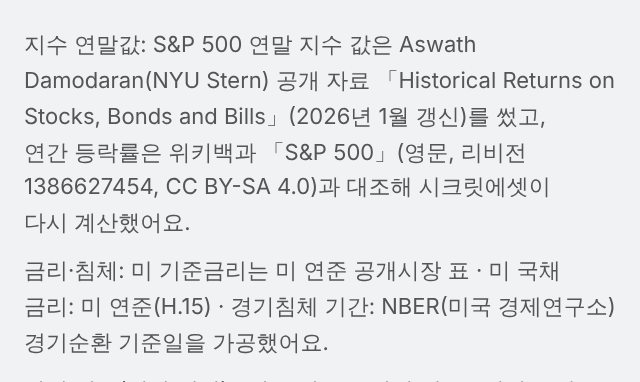 지수 연말값: S&P 500 연말 지수 값은 Aswath
Damodaran(NYU Stern) 공개 자료 「Historical Returns on
Stocks, Bonds and Bills」(2026년 1월 갱신)를 썼고,
연간 등락률은 위키백과 「S&P 500」(영문, 리비전
1386627454, CC BY-SA 4.0)과 대조해 시크릿에셋이
다시 계산했어요.
금리·침체: 미 기준금리는 미 연준 공개시장 표 · 미 국채
금리: 미 연준(H.15) · 경기침체 기간: NBER(미국 경제연구소)
경기순환 기준일을 가공했어요.